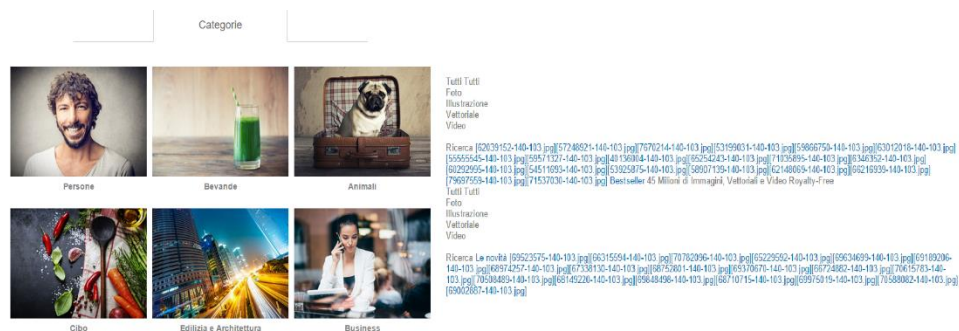 Categorie
Persone
Bevande
Animali
Cibo
Edilizia e Architettura
Business
Tutti Tutti
Foto
Illustrazione
Vettoriale
Video
Ricerca [62039152-140-103.jpg][57248921-140-103.jpg][7670214-140-103.jpg][53199031-140-103.jpg][59866750-140-103.jpg][63012018-140-103.jpg]
[55555545-140-103.jpg][59571327-140-103.jpg][40136004-140-103.jpg][65254243-140-103.jpg][71035895-140-103.jpg][6346352-140-103.jpg]
[60292995-140-103.jpg][54511693-140-103.jpg][53925875-140-103.jpg][58907139-140-103.jpg][62148069-140-103.jpg][66216939-140-103.jpg]
[79697559-140-103.jpg][71537030-140-103.jpg] Bestseller 45 Milioni di Immagini, Vettoriali e Video Royalty-Free
Tutti Tutti
Foto
Illustrazione
Vettoriale
Video
Ricerca Le novità [69523575-140-103.jpg][66315594-140-103.jpg][70782096-140-103.jpg][65229592-140-103.jpg][69634699-140-103.jpg][69189206-
140-103.jpg][68974257-140-103.jpg][67338130-140-103.jpg][68752801-140-103.jpg][69370670-140-103.jpg][66724882-140-103.jpg][70615783-140-
103.jpg][70508489-140-103.jpg][68149226-140-103.jpg][69848498-140-103.jpg][68710715-140-103.jpg][69975019-140-103.jpg][70588082-140-103.jpg]
[69002887-140-103.jpg]